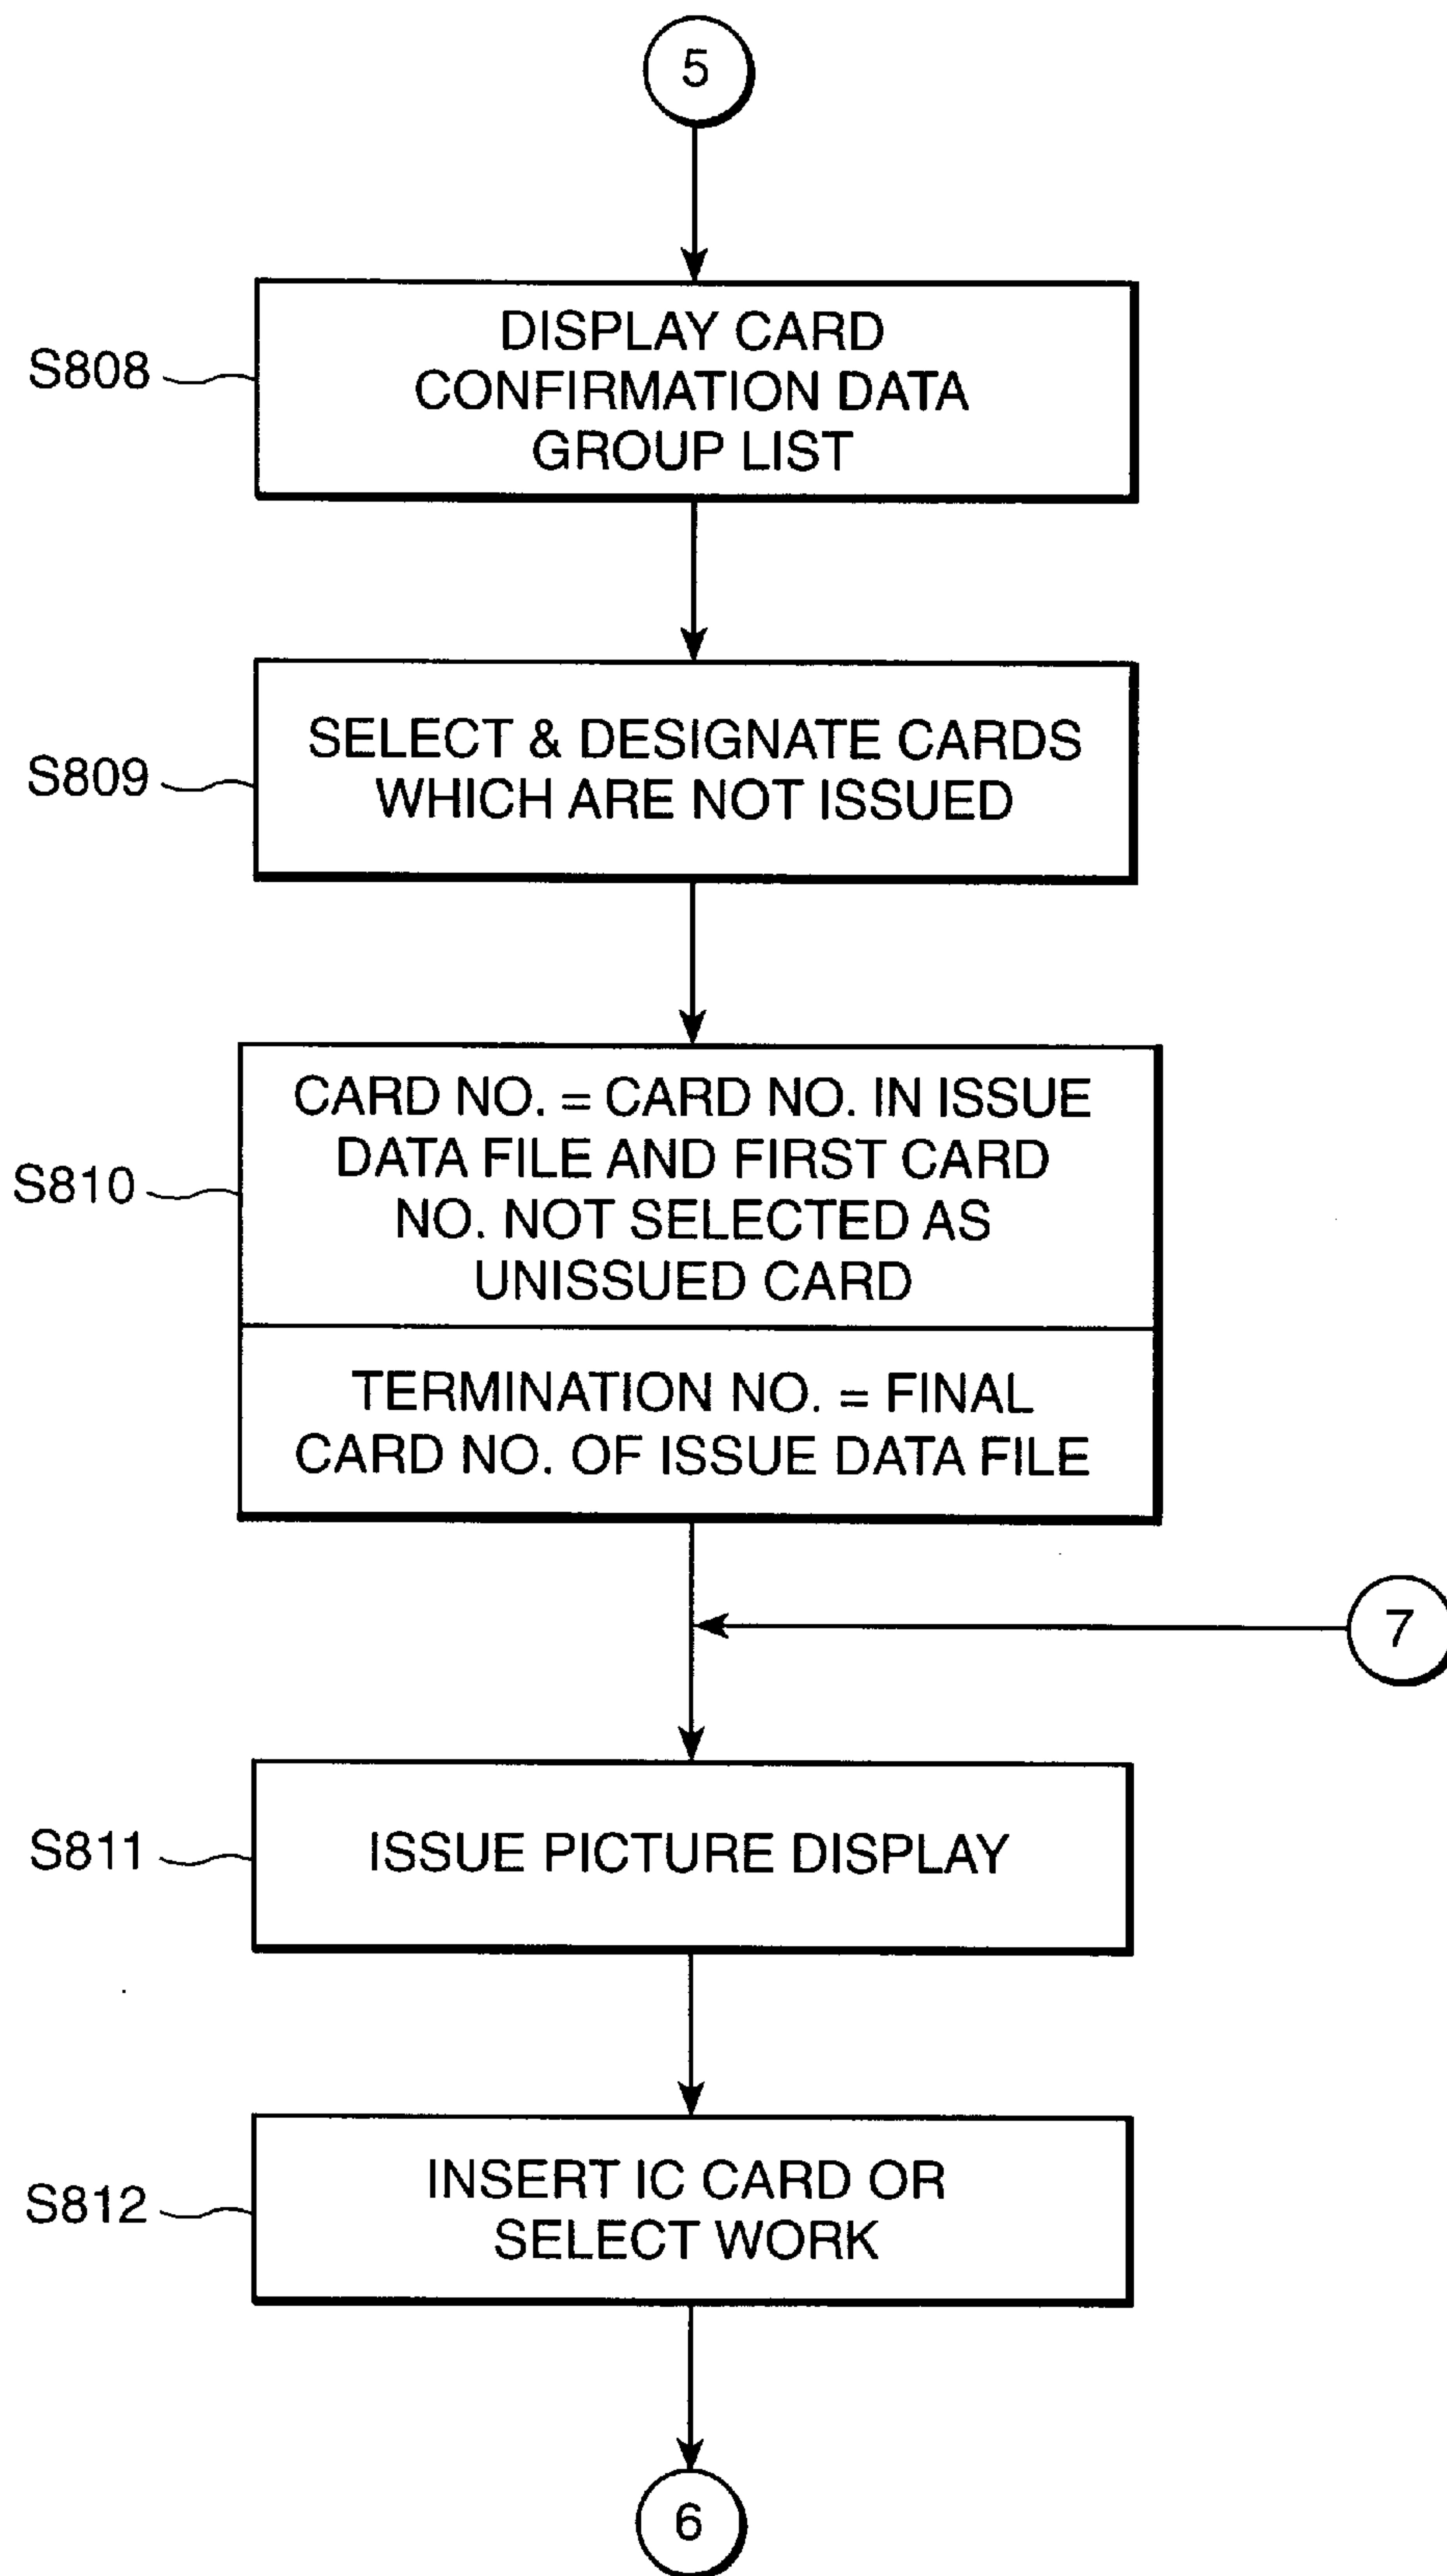 5
S808
DISPLAY CARD
CONFIRMATION DATA
GROUP LIST
S809
SELECT & DESIGNATE CARDS
WHICH ARE NOT ISSUED
S810
CARD NO. = CARD NO. IN ISSUE
DATA FILE AND FIRST CARD
NO. NOT SELECTED AS
UNISSUED CARD
TERMINATION NO. = FINAL
CARD NO. OF ISSUE DATA FILE
7
S811
ISSUE PICTURE DISPLAY
S812
INSERT IC CARD OR
SELECT WORK
6